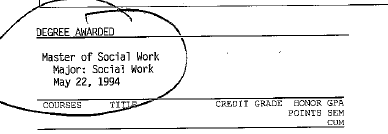 DEGREE AWARDED
Master of Social Work
Major: Social Work
May 22, 1994
COURSES TITLE CREDIT GRADE HONOR GPA
POINTS SEM
CUM